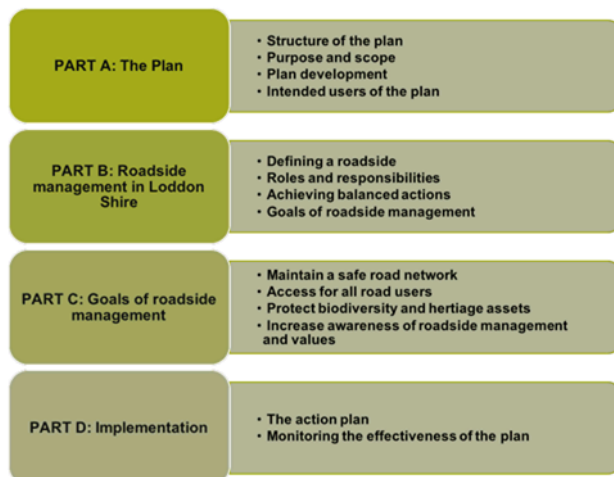 PART A: The Plan
• Structure of the plan
• Purpose and scope
• Plan development
• Intended users of the plan
PART B: Roadside
management in Loddon
Shire
• Defining a roadside
• Roles and responsibilities
• Achieving balanced actions
• Goals of roadside management
PART C: Goals of roadside
management
• Maintain a safe road network
• Access for all road users
• Protect biodiversity and hertiage assets
• Increase awareness of roadside management
and values
PART D: Implementation
• The action plan
• Monitoring the effectiveness of the plan